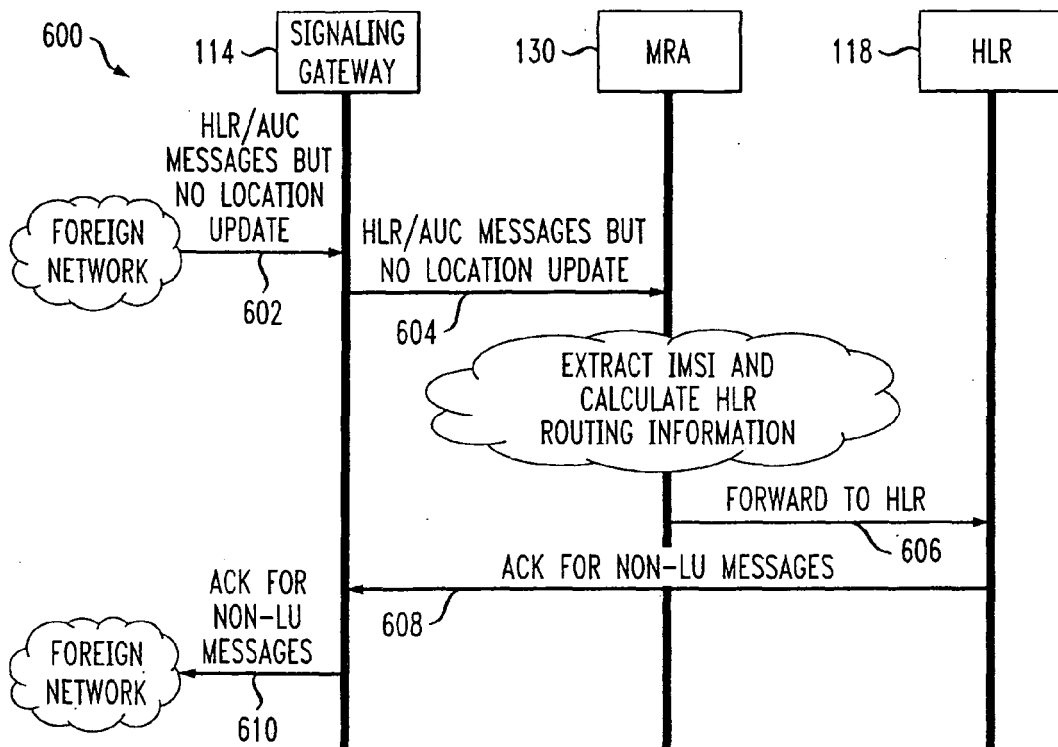 600
114
SIGNALING
GATEWAY
130
MRA
118
HLR
HLR/AUC
MESSAGES BUT
NO LOCATION
UPDATE
FOREIGN
NETWORK
602
HLR/AUC MESSAGES BUT
NO LOCATION UPDATE
604
EXTRACT IMSI AND
CALCULATE HLR
ROUTING INFORMATION
FORWARD TO HLR
606
ACK FOR NON-LU MESSAGES
608
ACK FOR
NON-LU
MESSAGES
FOREIGN
NETWORK
610